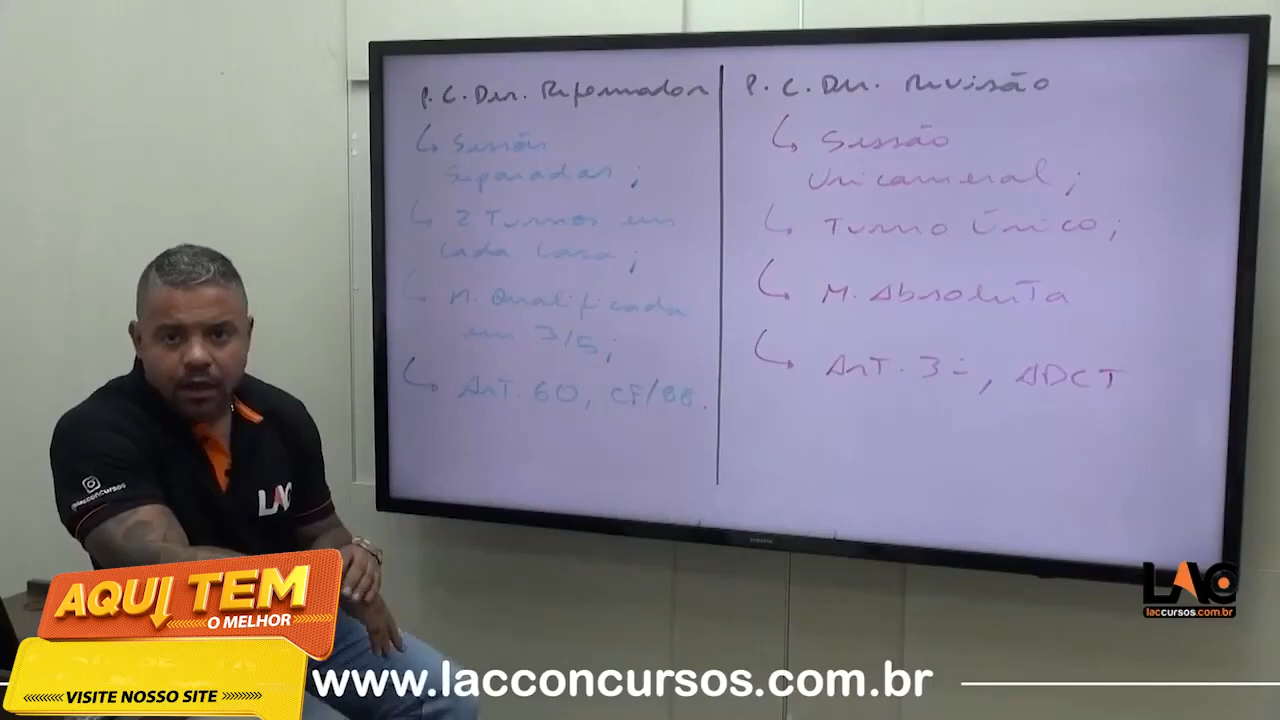 P. C. Der. Reformador
↳ Sessões
Separadas;
↳ 2 Turnos em
cada casa;
↳ M. Qualificada
em 3/5;
↳ Art. 60, CF/88.
P. C. Der. Revisão
↳ Sessão
Unicameral;
↳ Turno Único;
↳ M. Absoluta
↳ Art. 3º, ADCT
@lacconcursos
LAC
AQUI TEM
O MELHOR
VISITE NOSSO SITE
www.lacconcursos.com.br
LAC
laccursos.com.br
SAMSUNG